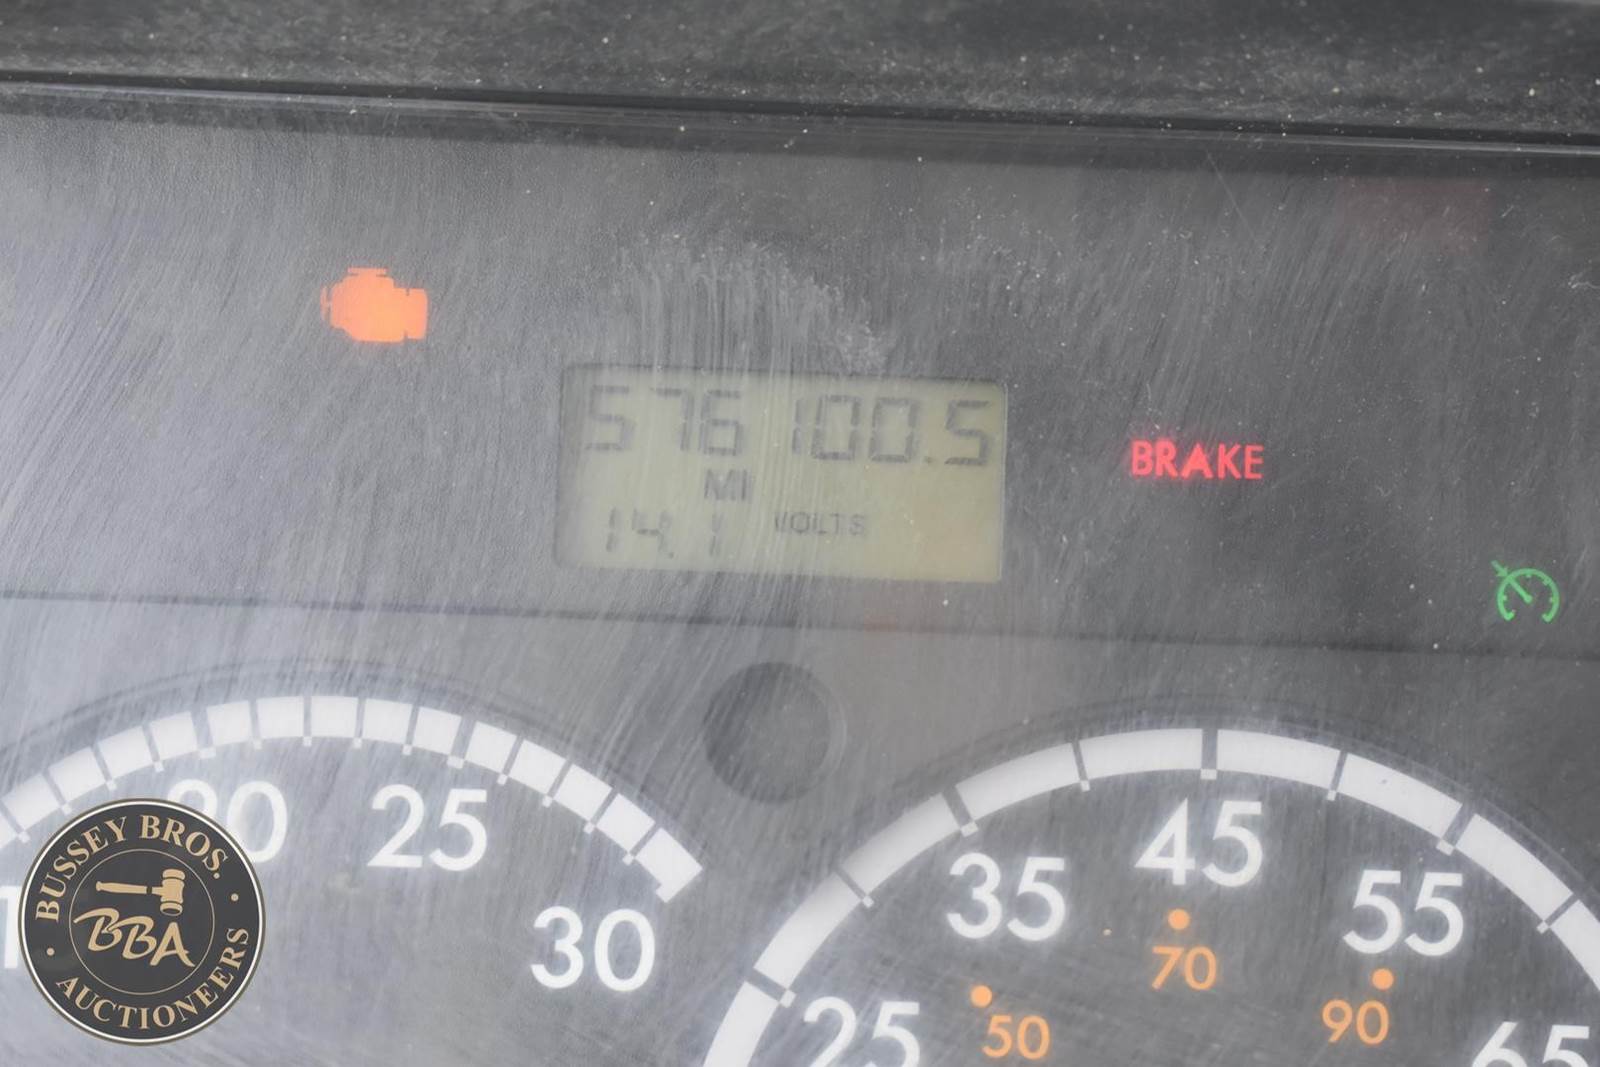 576100.5
MI
14.1 VOLTS
BRAKE
20
25
30
25
35
45
55
65
50
70
90
BUSSEY BROS.
BBA
AUCTIONEERS